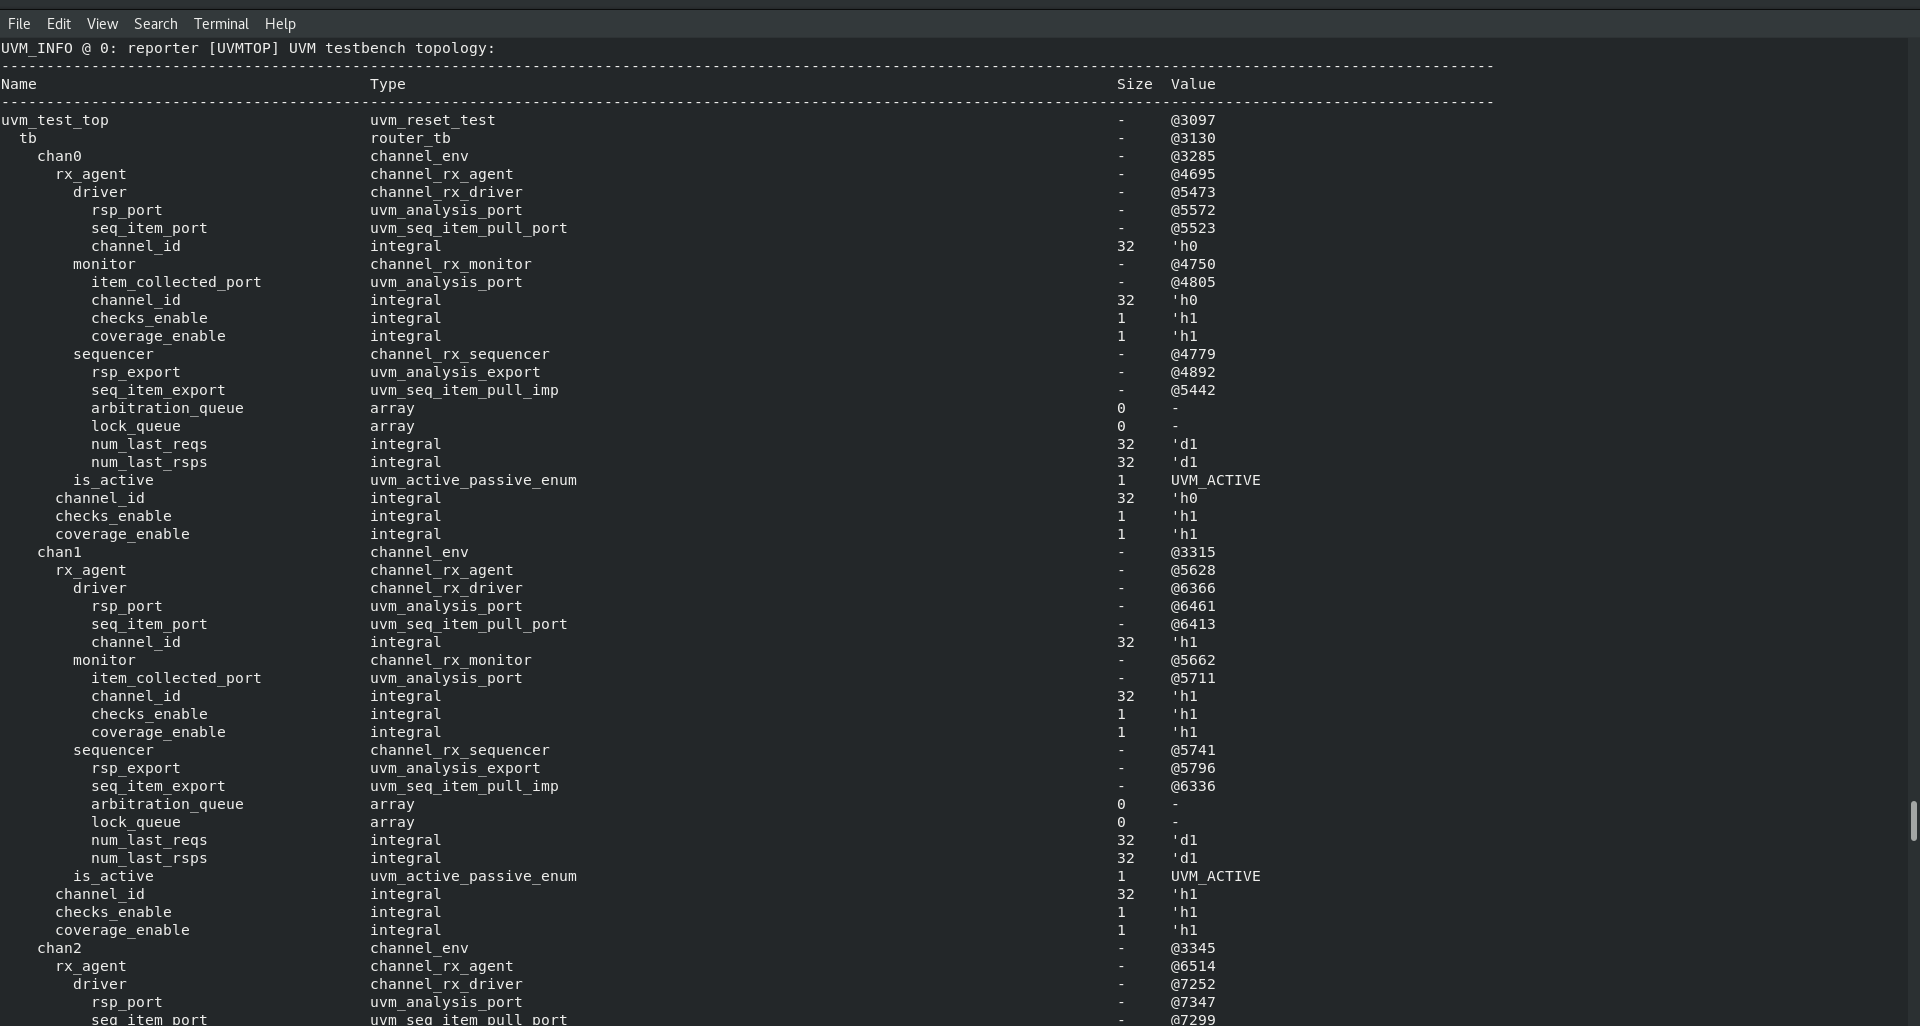 File Edit View Search Terminal Help
UVM_INFO @ 0: reporter [UVMTOP] UVM testbench topology:
----------------------------------------------------------------------------------------------------------------------------------------------------------------------
Name Type Size Value
----------------------------------------------------------------------------------------------------------------------------------------------------------------------
uvm_test_top uvm_reset_test - @3097
tb router_tb - @3130
chan0 channel_env - @3285
rx_agent channel_rx_agent - @4695
driver channel_rx_driver - @5473
rsp_port uvm_analysis_port - @5572
seq_item_port uvm_seq_item_pull_port - @5523
channel_id integral 32 'h0
monitor channel_rx_monitor - @4750
item_collected_port uvm_analysis_port - @4805
channel_id integral 32 'h0
checks_enable integral 1 'h1
coverage_enable integral 1 'h1
sequencer channel_rx_sequencer - @4779
rsp_export uvm_analysis_export - @4892
seq_item_export uvm_seq_item_pull_imp - @5442
arbitration_queue array 0 -
lock_queue array 0 -
num_last_reqs integral 32 'd1
num_last_rsps integral 32 'd1
is_active uvm_active_passive_enum 1 UVM_ACTIVE
channel_id integral 32 'h0
checks_enable integral 1 'h1
coverage_enable integral 1 'h1
chan1 channel_env - @3315
rx_agent channel_rx_agent - @5628
driver channel_rx_driver - @6366
rsp_port uvm_analysis_port - @6461
seq_item_port uvm_seq_item_pull_port - @6413
channel_id integral 32 'h1
monitor channel_rx_monitor - @5662
item_collected_port uvm_analysis_port - @5711
channel_id integral 32 'h1
checks_enable integral 1 'h1
coverage_enable integral 1 'h1
sequencer channel_rx_sequencer - @5741
rsp_export uvm_analysis_export - @5796
seq_item_export uvm_seq_item_pull_imp - @6336
arbitration_queue array 0 -
lock_queue array 0 -
num_last_reqs integral 32 'd1
num_last_rsps integral 32 'd1
is_active uvm_active_passive_enum 1 UVM_ACTIVE
channel_id integral 32 'h1
checks_enable integral 1 'h1
coverage_enable integral 1 'h1
chan2 channel_env - @3345
rx_agent channel_rx_agent - @6514
driver channel_rx_driver - @7252
rsp_port uvm_analysis_port - @7347
seq_item_port uvm_seq_item_pull_port - @7299